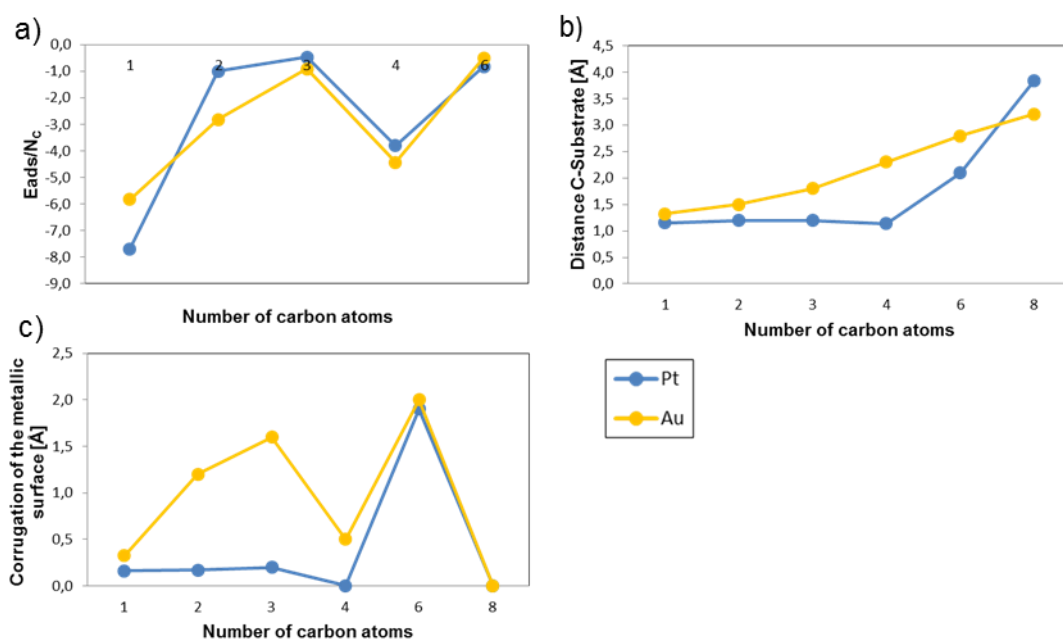 a)
0,0
-1,0
-2,0
-3,0
-4,0
-5,0
-6,0
-7,0
-8,0
-9,0
Eads/N_C
1 2 3 4 6
Number of carbon atoms
b)
4,5
4,0
3,5
3,0
2,5
2,0
1,5
1,0
0,5
0,0
Distance C-Substrate [Å]
1 2 3 4 6 8
Number of carbon atoms
c)
2,5
2,0
1,5
1,0
0,5
0,0
Corrugation of the metallic
surface [Å]
1 2 3 4 6 8
Number of carbon atoms
Pt
Au